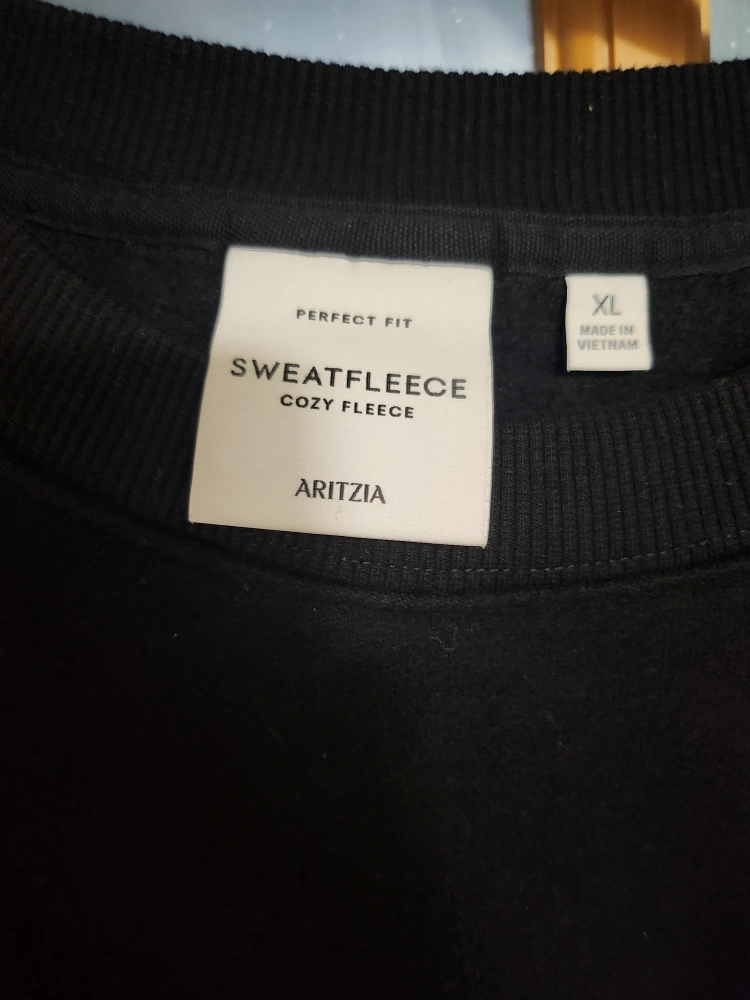 PERFECT FIT
SWEATFLEECE
COZY FLEECE
ARITZIA
XL
MADE IN
VIETNAM